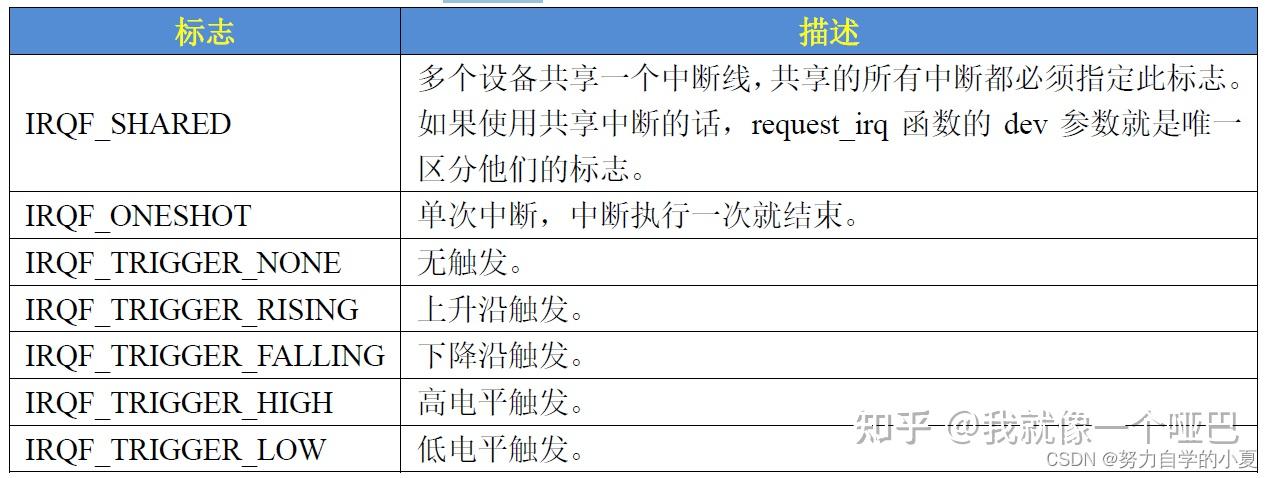 标志 描述
IRQF_SHARED
多个设备共享一个中断线，共享的所有中断都必须指定此标志。
如果使用共享中断的话，request_irq 函数的 dev 参数就是唯一
区分他们的标志。
IRQF_ONESHOT 单次中断，中断执行一次就结束。
IRQF_TRIGGER_NONE 无触发。
IRQF_TRIGGER_RISING 上升沿触发。
IRQF_TRIGGER_FALLING 下降沿触发。
IRQF_TRIGGER_HIGH 高电平触发。
IRQF_TRIGGER_LOW 低电平触发。
知乎 @我就像一个哑巴
CSDN @努力自学的小夏